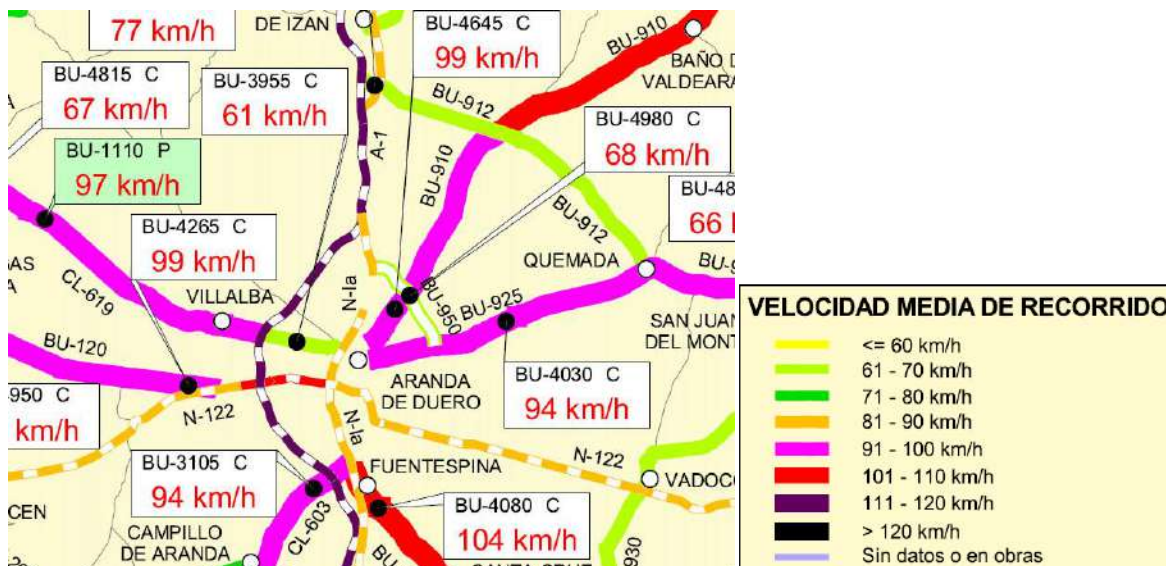 77 km/h
DE IZAN
BU-4645 C
99 km/h
BU-910
BAÑO D
VALDEARA
BU-4815 C
67 km/h
BU-3955 C
61 km/h
BU-912
A-1
BU-4980 C
68 km/h
BU-1110 P
97 km/h
BU-910
BU-48
66
BU-4265 C
99 km/h
BU-912
QUEMADA
BU-9
CL-619
VILLALBA
N-Ia
BU-950
BU-925
SAN JUAN
DEL MONT
BU-120
ARANDA
DE DUERO
BU-4030 C
94 km/h
950 C
km/h
N-122
N-Ia
N-122
BU-3105 C
94 km/h
FUENTESPINA
VADOCO
BU-4080 C
104 km/h
CEN
CAMPILLO
DE ARANDA
CL-603
BU-
930
VELOCIDAD MEDIA DE RECORRIDO
<= 60 km/h
61 - 70 km/h
71 - 80 km/h
81 - 90 km/h
91 - 100 km/h
101 - 110 km/h
111 - 120 km/h
> 120 km/h
Sin datos o en obras